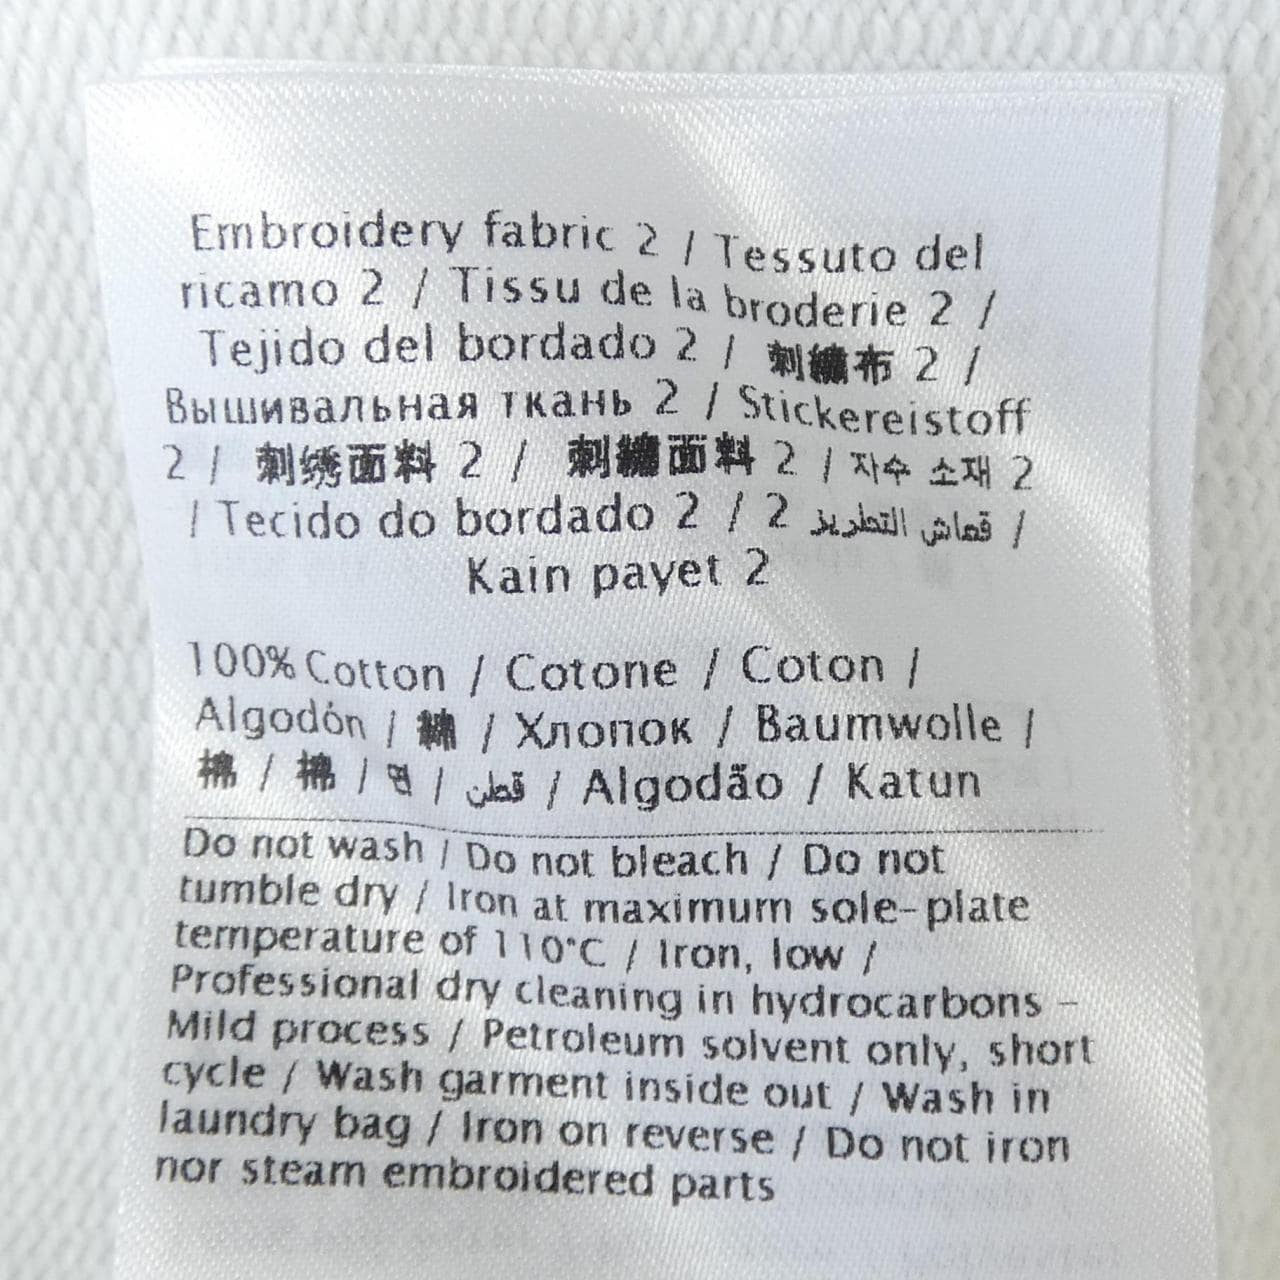 Embroidery fabric 2 / Tessuto del
ricamo 2 / Tissu de la broderie 2 /
Tejido del bordado 2 / 刺繍布 2 /
Вышивальная ткань 2 / Stickereistoff
2 / 刺绣面料 2 / 刺繡面料 2 / 자수 소재 2
/ Tecido do bordado 2 / 2 قماش التطريز /
Kain payet 2
100% Cotton / Cotone / Coton /
Algodón / 綿 / Хлопок / Baumwolle /
棉 / 棉 / 면 / قطن / Algodão / Katun
Do not wash / Do not bleach / Do not
tumble dry / Iron at maximum sole-plate
temperature of 110°C / Iron, low /
Professional dry cleaning in hydrocarbons –
Mild process / Petroleum solvent only, short
cycle / Wash garment inside out / Wash in
laundry bag / Iron on reverse / Do not iron
nor steam embroidered parts